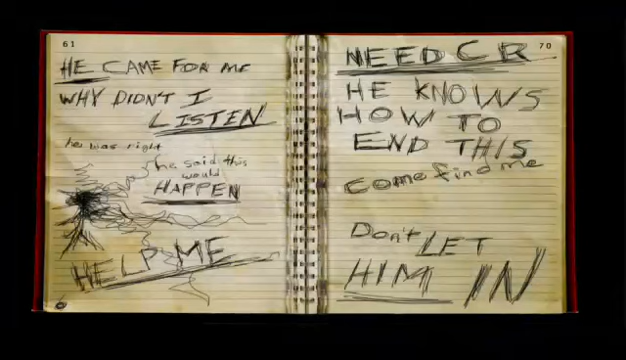 61
HE CAME FOR ME
WHY DIDN'T I
LISTEN
he was right
he said this
would
HAPPEN
HELP ME
70
NEED CR
HE KNOWS
HOW TO
END THIS
come find me
Don't LET
HIM IN